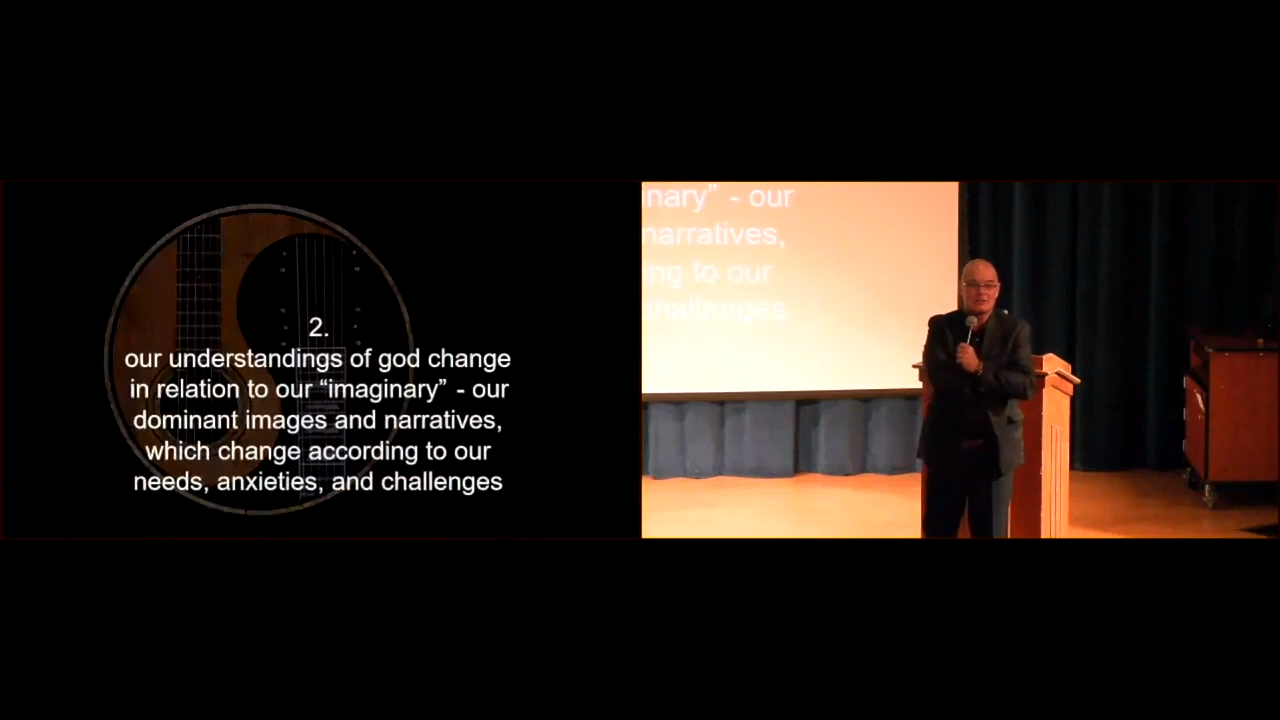 2.
our understandings of god change
in relation to our “imaginary” - our
dominant images and narratives,
which change according to our
needs, anxieties, and challenges
inary” - our
narratives,
ng to our
challenges